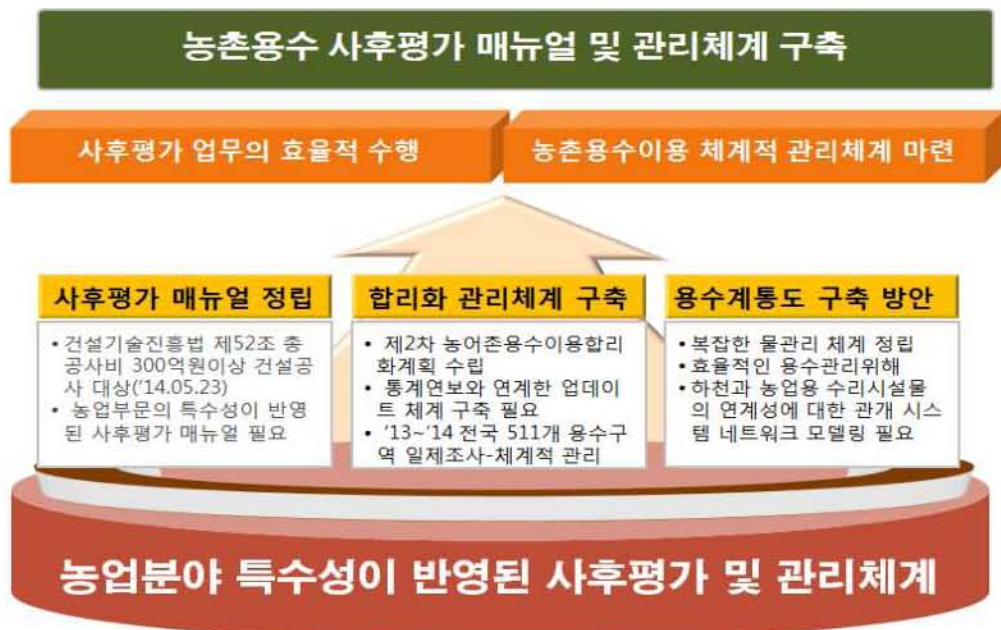 농촌용수 사후평가 매뉴얼 및 관리체계 구축
사후평가 업무의 효율적 수행
농촌용수이용 체계적 관리체계 마련
사후평가 매뉴얼 정립
• 건설기술진흥법 제52조 총
공사비 300억원이상 건설공
사 대상('14.05.23)
• 농업부문의 특수성이 반영
된 사후평가 매뉴얼 필요
합리화 관리체계 구축
• 제2차 농어촌용수이용합리
화계획 수립
• 통계연보와 연계한 업데이
트 체계 구축 필요
• '13~'14 전국 511개 용수구
역 일제조사-체계적 관리
용수계통도 구축 방안
• 복잡한 물관리 체계 정립
• 효율적인 용수관리위해
• 하천과 농업용 수리시설물
의 연계성에 대한 관개 시스
템 네트워크 모델링 필요
농업분야 특수성이 반영된 사후평가 및 관리체계